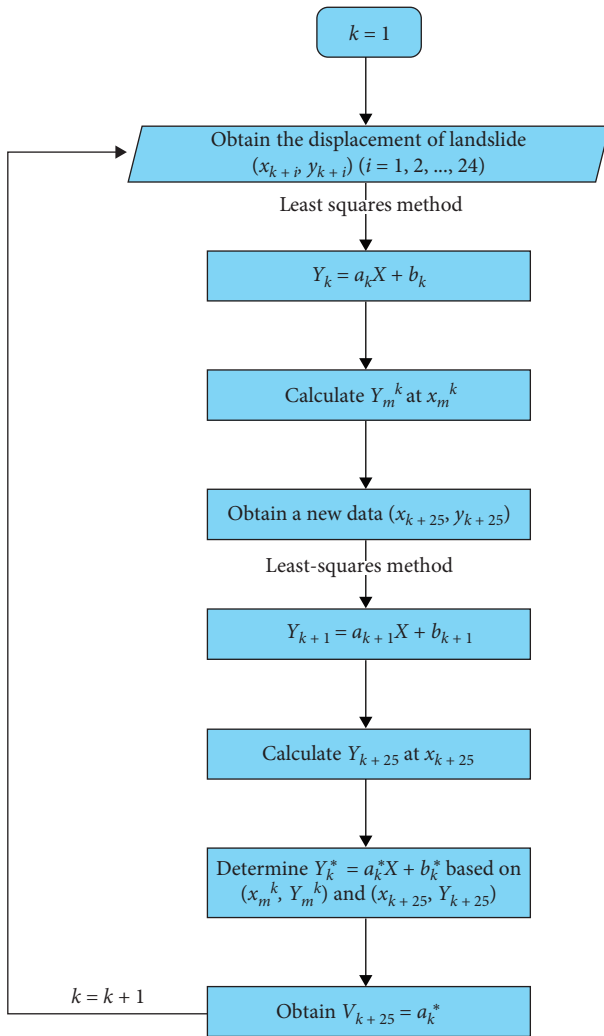 k = 1
Obtain the displacement of landslide
(x_{k+i}, y_{k+i}) (i = 1, 2, ..., 24)
Least squares method
Y_k = a_kX + b_k
Calculate Y_m^k at x_m^k
Obtain a new data (x_{k+25}, y_{k+25})
Least-squares method
Y_{k+1} = a_{k+1}X + b_{k+1}
Calculate Y_{k+25} at x_{k+25}
Determine Y_k^* = a_k^*X + b_k^* based on
(x_m^k, Y_m^k) and (x_{k+25}, Y_{k+25})
k = k + 1
Obtain V_{k+25} = a_k^*